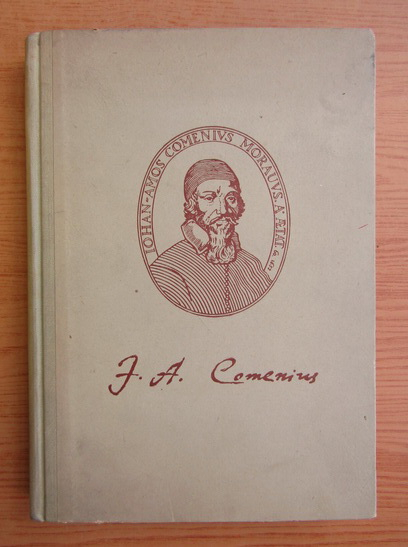 IOHAN-AMOS COMENIVS MORAVVS. A: ÆTAT
J. A. Comenius